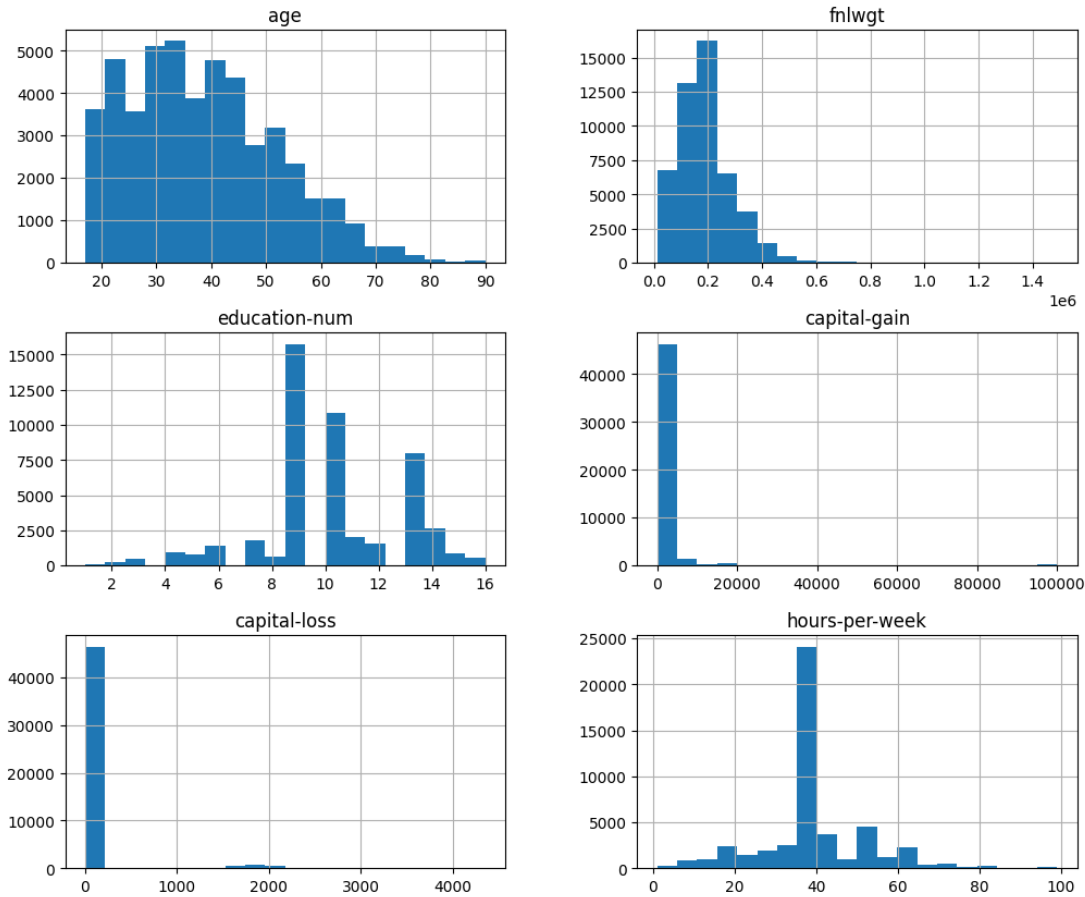 age
5000
4000
3000
2000
1000
0
20 30 40 50 60 70 80 90
fnlwgt
15000
12500
10000
7500
5000
2500
0
0.0 0.2 0.4 0.6 0.8 1.0 1.2 1.4
1e6
education-num
15000
12500
10000
7500
5000
2500
0
2 4 6 8 10 12 14 16
capital-gain
40000
30000
20000
10000
0
0 20000 40000 60000 80000 100000
capital-loss
40000
30000
20000
10000
0
0 1000 2000 3000 4000
hours-per-week
25000
20000
15000
10000
5000
0
0 20 40 60 80 100